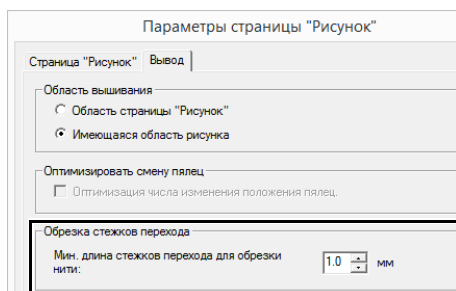 Параметры страницы "Рисунок"
Страница "Рисунок" Вывод
Область вышивания
Область страницы "Рисунок"
Имеющаяся область рисунка
Оптимизировать смену пялец
Оптимизация числа изменения положения пялец.
Обрезка стежков перехода
Мин. длина стежков перехода для обрезки
нити: 1.0 мм